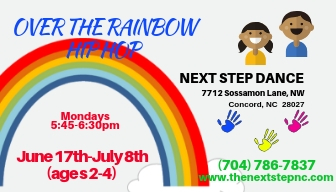 OVER THE RAINBOW
HIP HOP
NEXT STEP DANCE
7712 Sossamon Lane, NW
Concord, NC 28027
Mondays
5:45-6:30pm
June 17th-July 8th
(ages 2-4)
(704) 786-7837
www.thenextstepnc.com